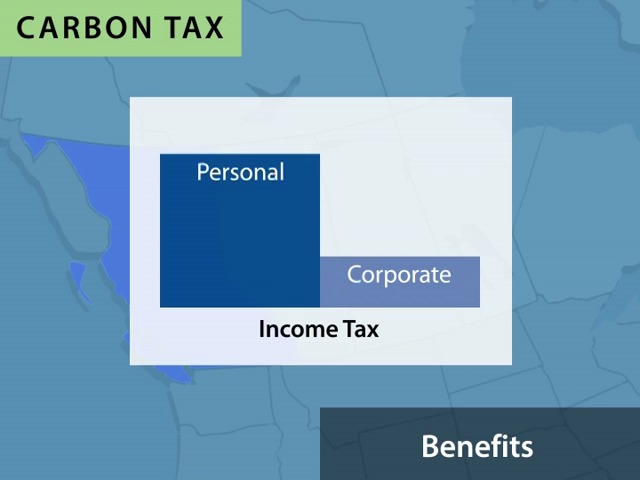 CARBON TAX
Personal
Corporate
Income Tax
Benefits